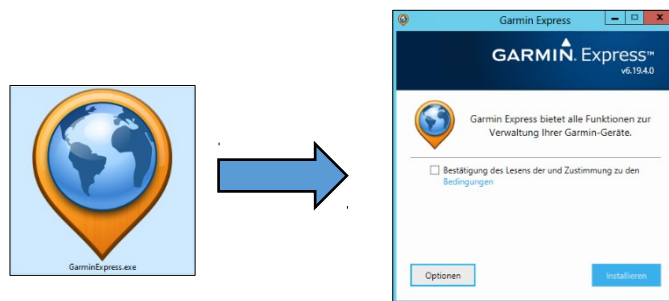 GarminExpress.exe
Garmin Express
GARMIN. Express™
v6.19.4.0
Garmin Express bietet alle Funktionen zur
Verwaltung Ihrer Garmin-Geräte.
Bestätigung des Lesens der und Zustimmung zu den
Bedingungen
Optionen
Installieren